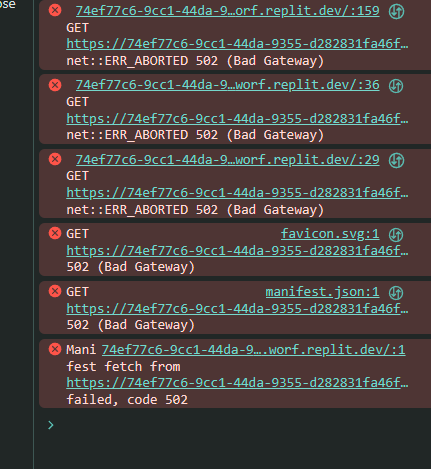 ose
74ef77c6-9cc1-44da-9…orf.replit.dev/:159
GET
https://74ef77c6-9cc1-44da-9355-d282831fa46f…
net::ERR_ABORTED 502 (Bad Gateway)
74ef77c6-9cc1-44da-9…worf.replit.dev/:36
GET
https://74ef77c6-9cc1-44da-9355-d282831fa46f…
net::ERR_ABORTED 502 (Bad Gateway)
74ef77c6-9cc1-44da-9…worf.replit.dev/:29
GET
https://74ef77c6-9cc1-44da-9355-d282831fa46f…
net::ERR_ABORTED 502 (Bad Gateway)
GET favicon.svg:1
https://74ef77c6-9cc1-44da-9355-d282831fa46f…
502 (Bad Gateway)
GET manifest.json:1
https://74ef77c6-9cc1-44da-9355-d282831fa46f…
502 (Bad Gateway)
Mani 74ef77c6-9cc1-44da-9….worf.replit.dev/:1
fest fetch from
https://74ef77c6-9cc1-44da-9355-d282831fa46f…
failed, code 502